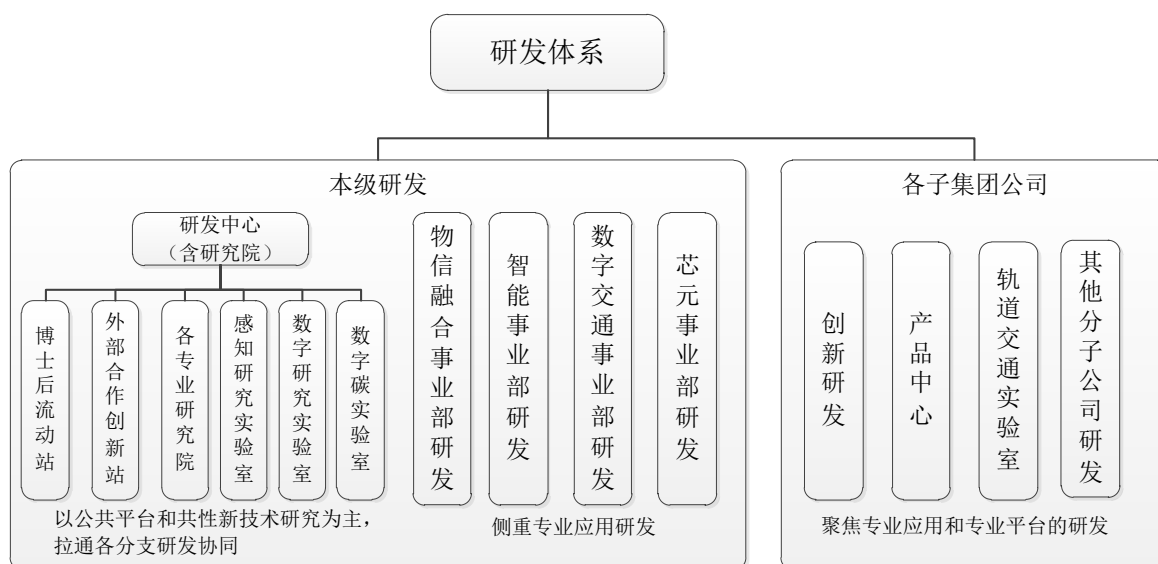 研发体系
本级研发
研发中心
（含研究院）
博士后流动站
外部合作创新站
各专业研究院
感知研究实验室
数字研究实验室
数字碳实验室
以公共平台和共性新技术研究为主，
拉通各分支研发协同
物信融合事业部研发
智能事业部研发
数字交通事业部研发
芯元事业部研发
侧重专业应用研发
各子集团公司
创新研发
产品中心
轨道交通实验室
其他分子公司研发
聚焦专业应用和专业平台的研发